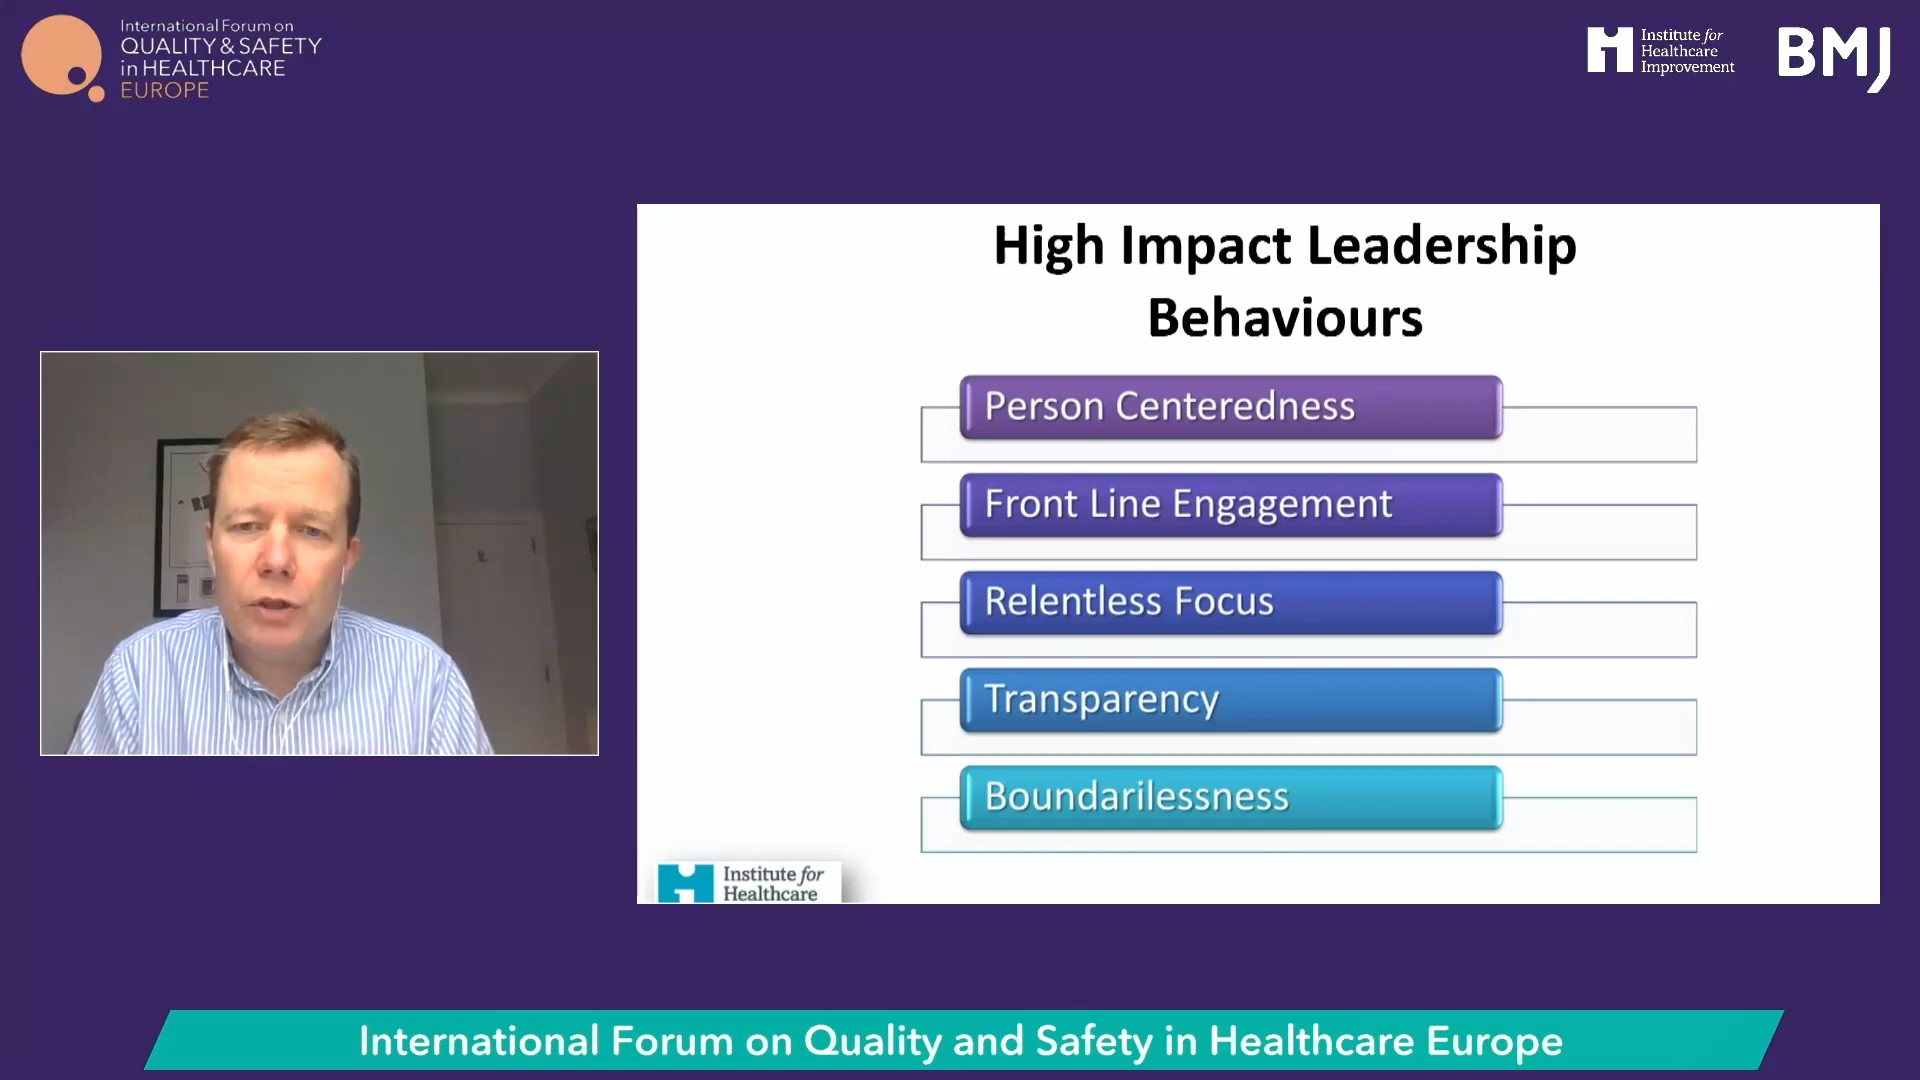 International Forum on
QUALITY & SAFETY
in HEALTHCARE
EUROPE
Institute for
Healthcare
Improvement
BMJ
High Impact Leadership
Behaviours
Person Centeredness
Front Line Engagement
Relentless Focus
Transparency
Boundarilessness
Institute for
Healthcare
International Forum on Quality and Safety in Healthcare Europe